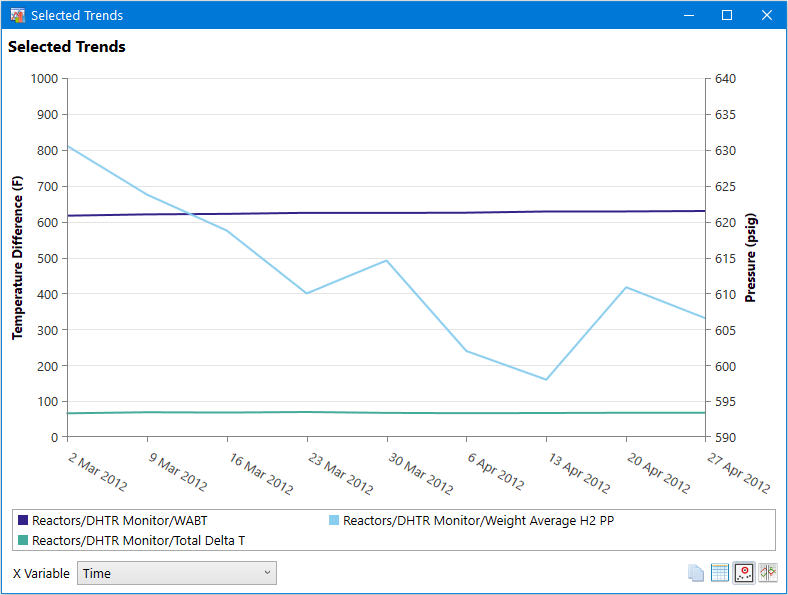 Selected Trends
Selected Trends
1000
900
800
700
600
500
400
300
200
100
0
Temperature Difference (F)
640
635
630
625
620
615
610
605
600
595
590
Pressure (psig)
2 Mar 2012
9 Mar 2012
16 Mar 2012
23 Mar 2012
30 Mar 2012
6 Apr 2012
13 Apr 2012
20 Apr 2012
27 Apr 2012
Reactors/DHTR Monitor/WABT
Reactors/DHTR Monitor/Weight Average H2 PP
Reactors/DHTR Monitor/Total Delta T
X Variable
Time